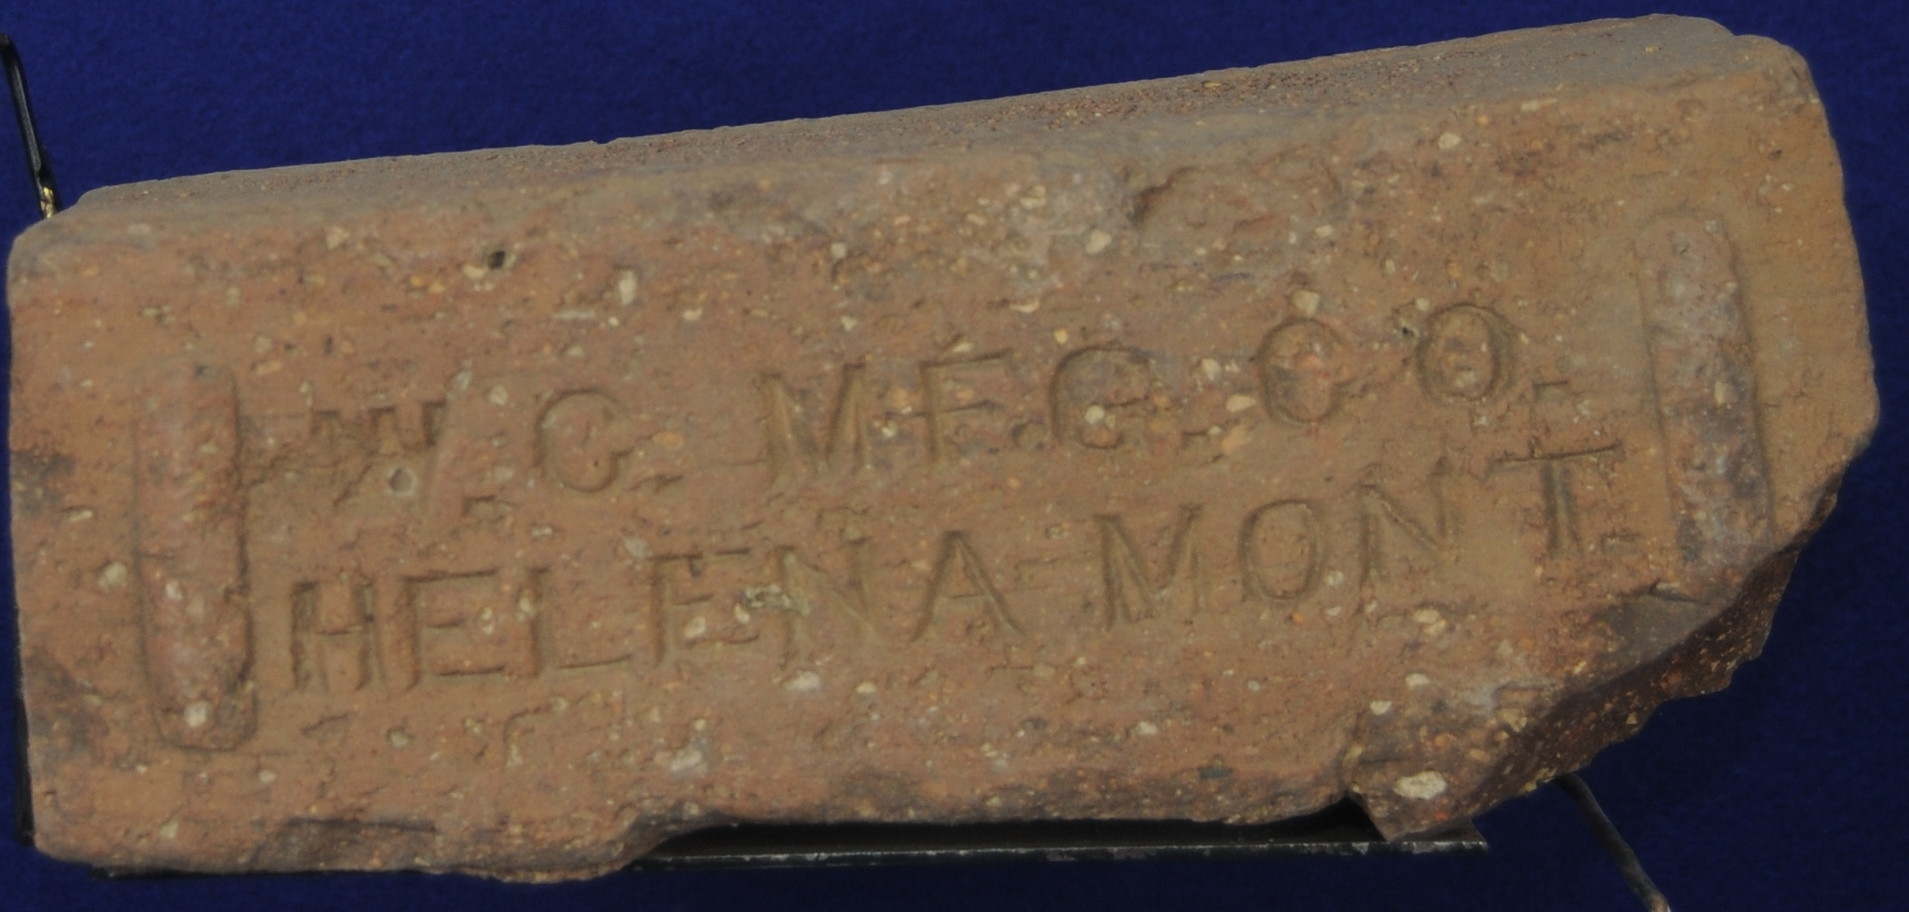 W. C. MFG. CO.
HELENA MONT.